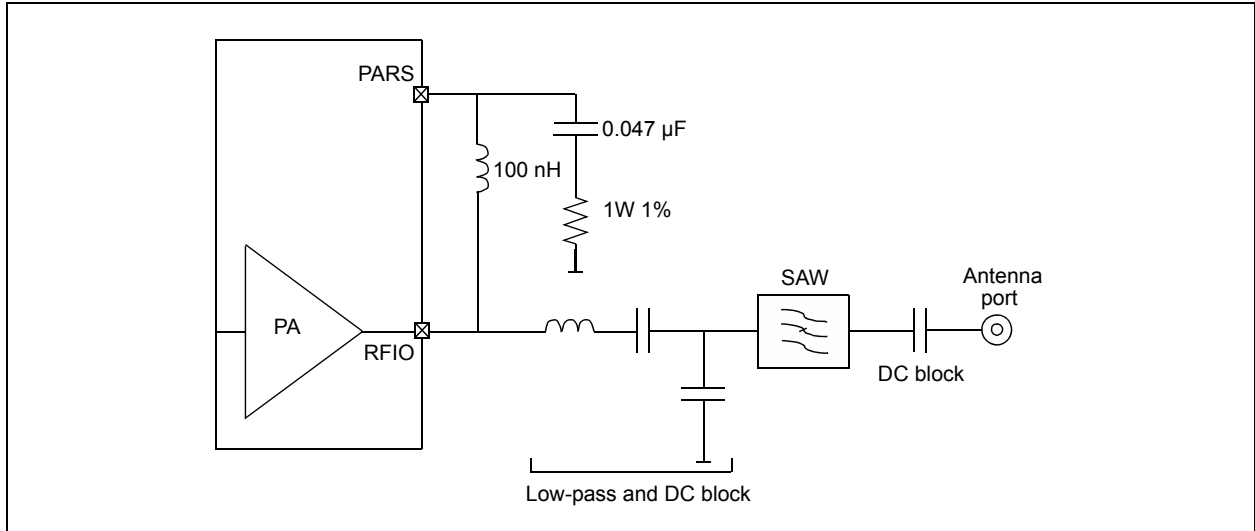 PARS
0.047 µF
100 nH
1W 1%
SAW
Antenna
port
PA
RFIO
DC block
Low-pass and DC block